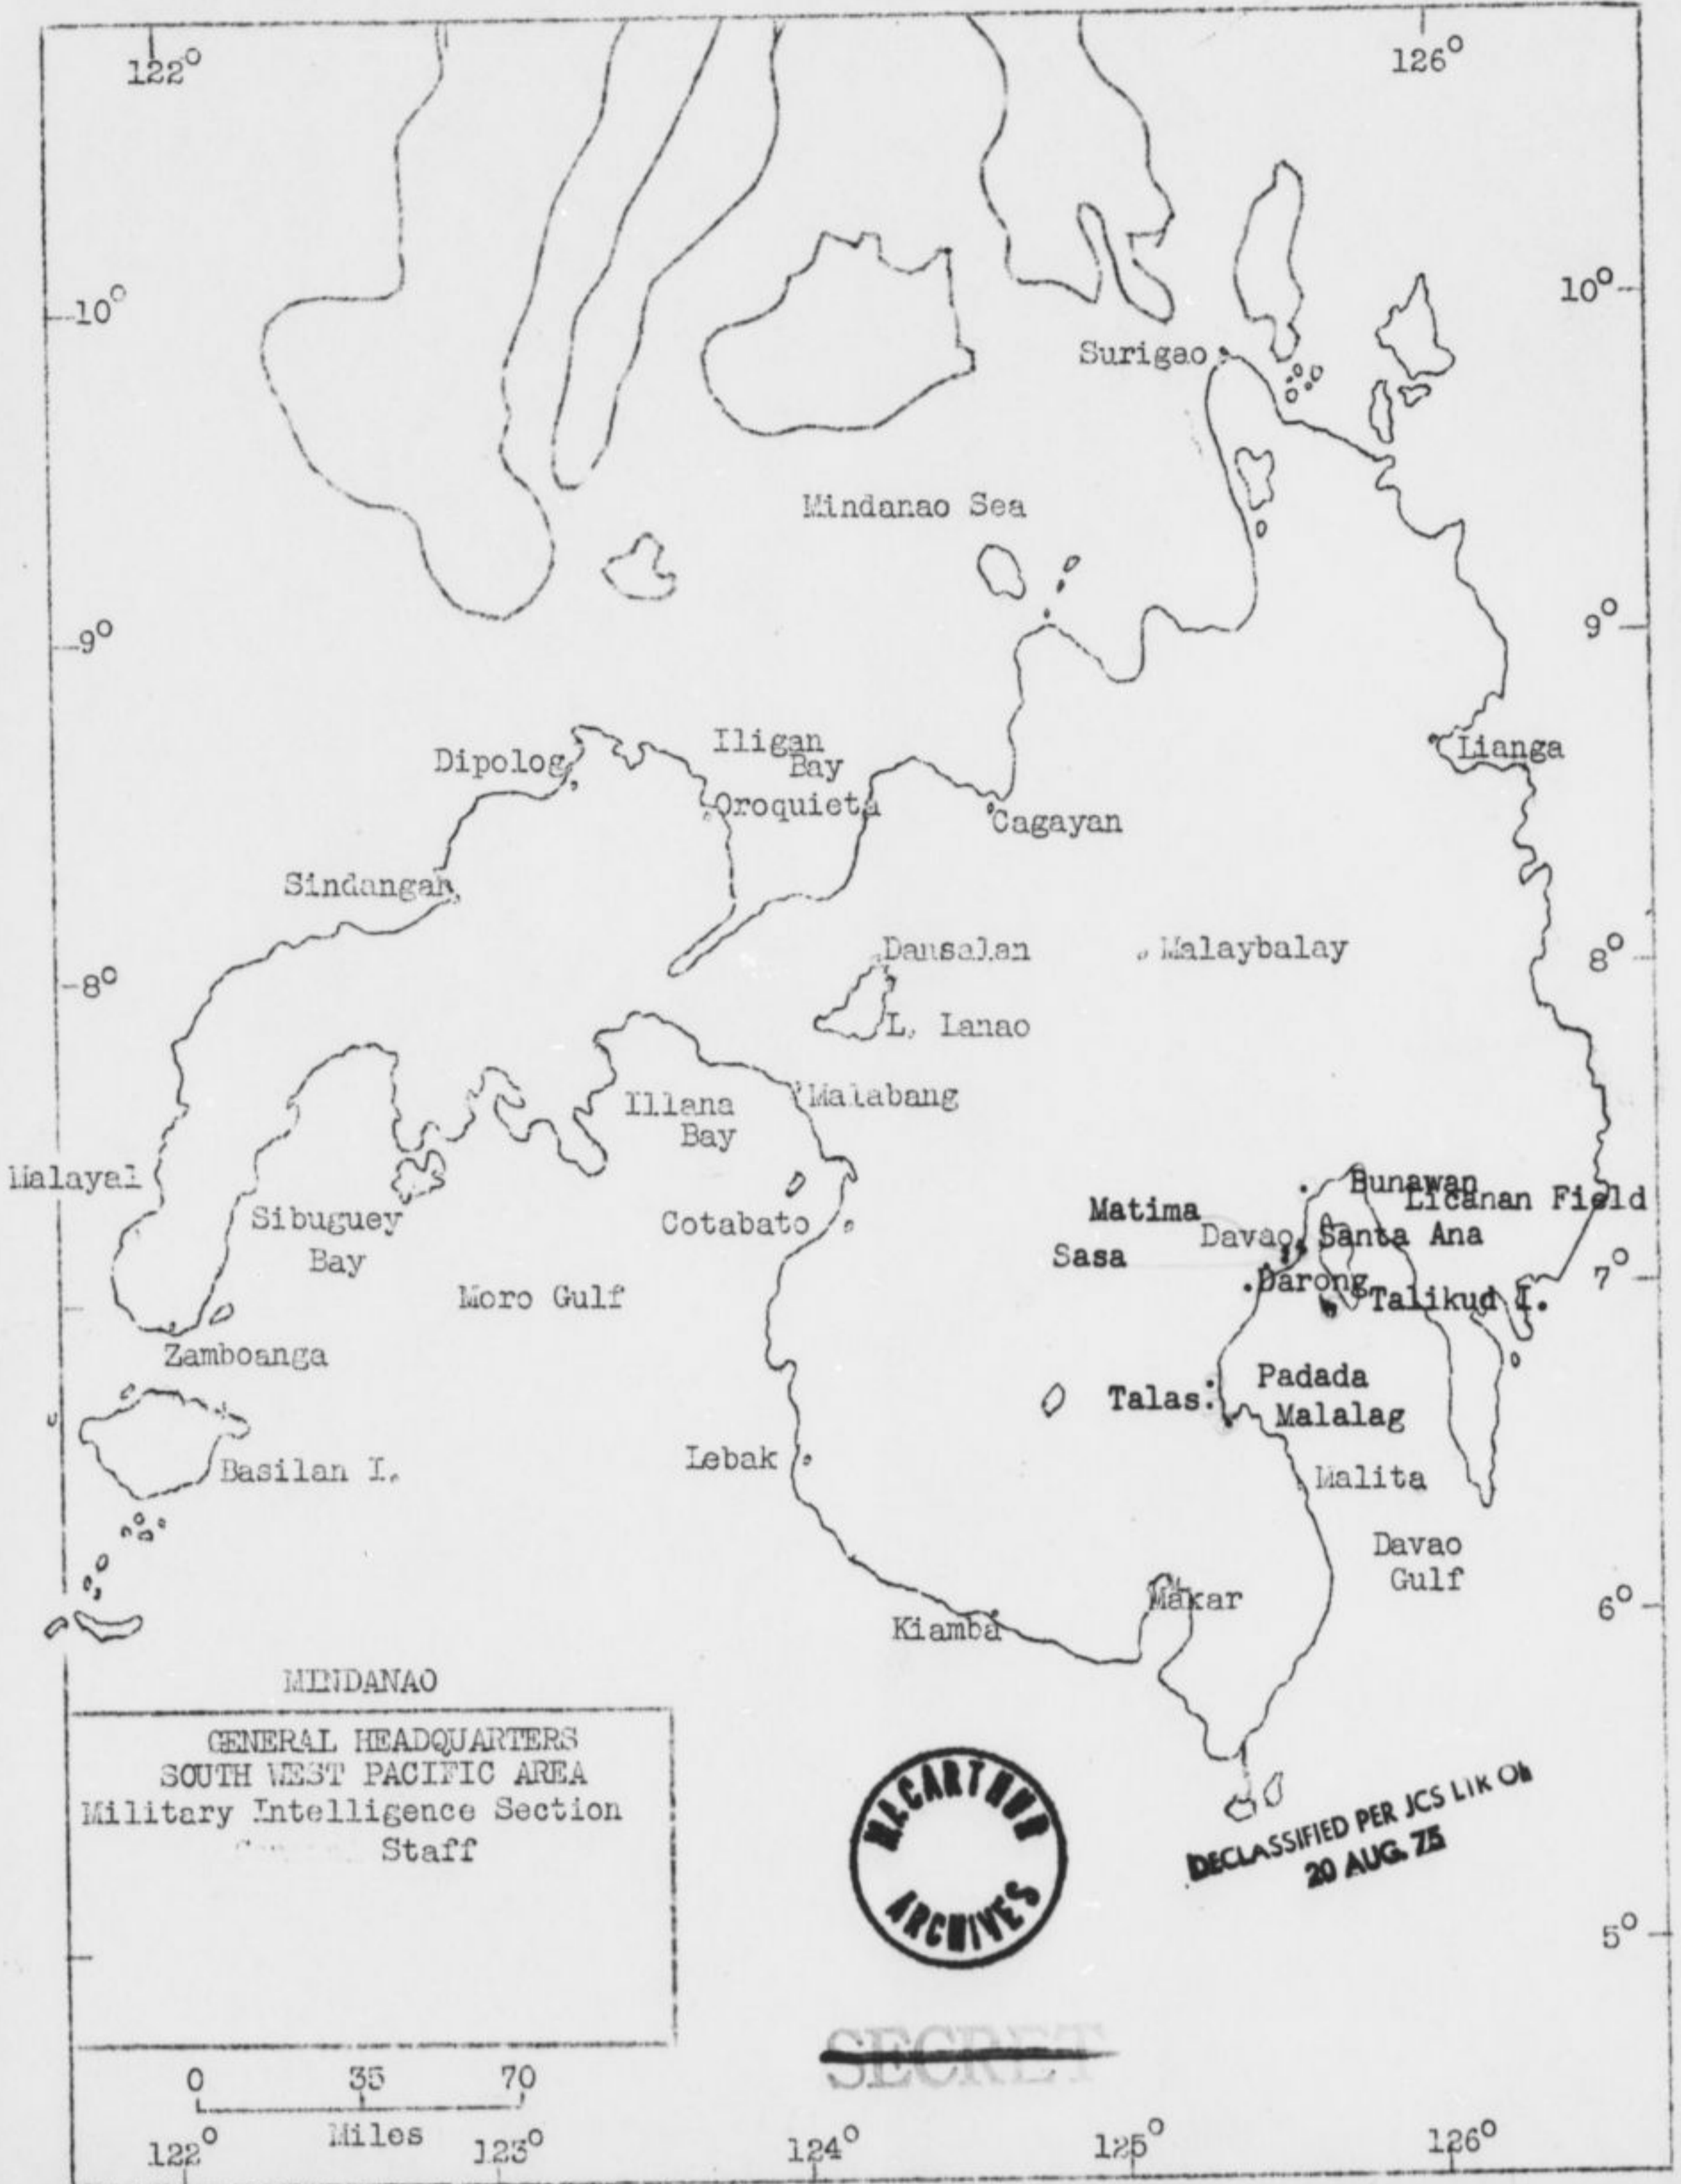 122°
126°
10°
10°
Surigao
Mindanao Sea
9°
9°
Iligan
Bay
Dipolog
Lianga
Oroquieta
Cagayan
Sindangan
Dansalan
Malaybalay
8°
8°
L. Lanao
Malabang
Illana
Bay
Malayal
Bunawan
Licanan Field
Matima
Sibuguey
Bay
Cotabato
Davao
Santa Ana
Sasa
7°
Moro Gulf
Darong
Talikud I.
Zamboanga
Padada
Talas
Malalag
Lebak
Basilan I.
Malita
Davao
Gulf
Makar
6°
Kiamba
MINDANAO
GENERAL HEADQUARTERS
SOUTH WEST PACIFIC AREA
Military Intelligence Section
Staff
MACARTHUR
ARCHIVES
DECLASSIFIED PER JCS LTR OF
20 AUG. 75
5°
SECRET
0 35 70
Miles
122° 123° 124° 125° 126°